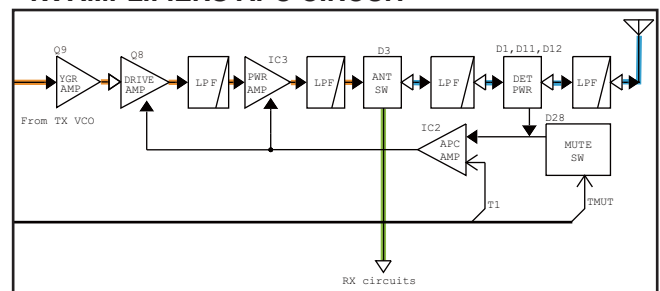 Q9
YGR
AMP
Q8
DRIVE
AMP
LPF
IC3
PWR
AMP
LPF
D3
ANT
SW
LPF
D1,D11,D12
DET
PWR
LPF
From TX VCO
IC2
APC
AMP
D28
MUTE
SW
T1
TMUT
RX circuits